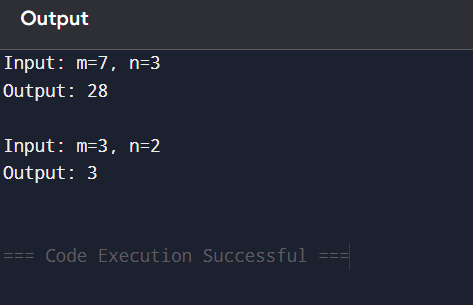 Output
Input: m=7, n=3
Output: 28
Input: m=3, n=2
Output: 3
=== Code Execution Successful ===